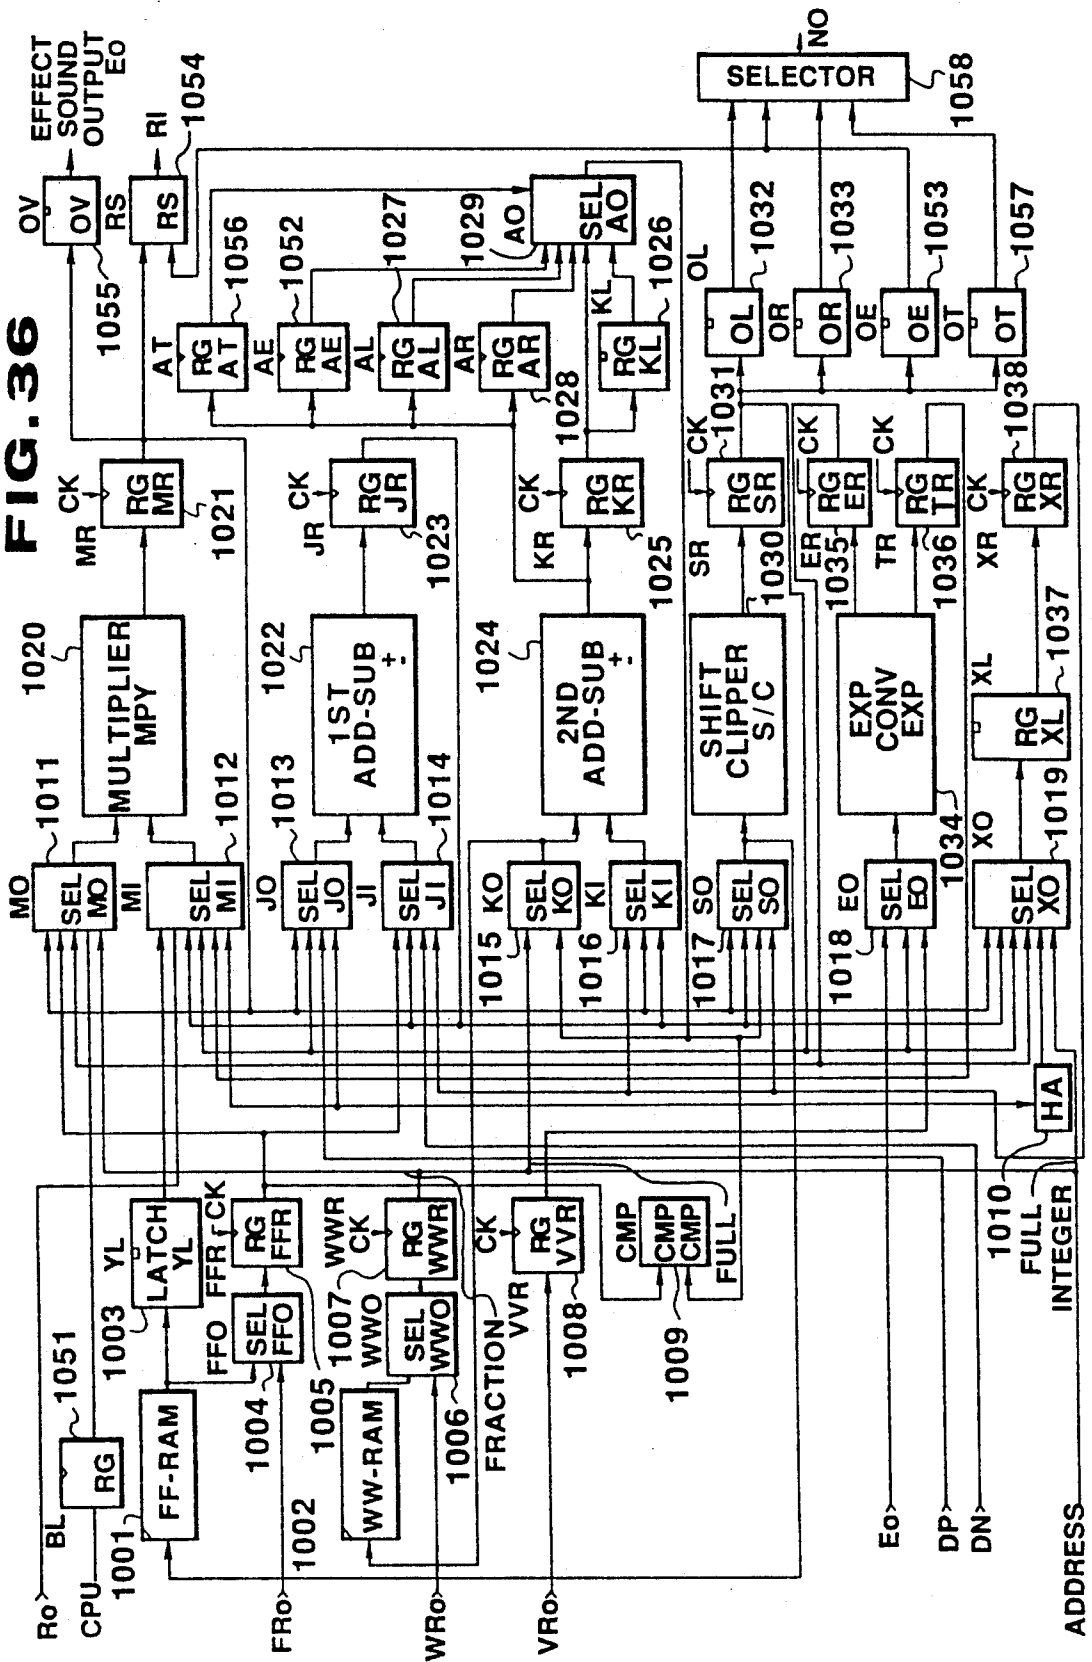 FIG.36
EFFECT
SOUND
OUTPUT
Eo
OV
OV
1055
RS
RS
RI
1054
CK
MR
RG
MR
1021
1020
MULTIPLIER
MPY
MO
1011
SEL
MO
MI
1012
SEL
MI
AT
RG
AT
1056
AE
RG
AE
1052
AL
RG
AL
1027
AR
RG
AR
1028
1029
AO
SEL
AO
KL
RG
KL
1026
CK
JR
RG
JR
1023
1022
1ST
ADD-SUB
+
-
JO
1013
SEL
JO
JI
1014
SEL
JI
CK
KR
RG
KR
1025
1024
2ND
ADD-SUB
+
-
KO
SEL
KO
1015
KI
SEL
KI
1016
NO
SELECTOR
1058
OL
OL
1032
OR
OR
1033
OE
OE
1053
OT
OT
1057
CK
SR
RG
SR
1031
1030
SHIFT
CLIPPER
S/C
SO
SEL
SO
1017
CK
ER
RG
ER
1035
CK
TR
RG
TR
1036
EXP
CONV
EXP
1034
EO
SEL
EO
1018
CK
XR
RG
XR
1038
XL
RG
XL
1037
XO
SEL
XO
1019
HA
1010
FULL
INTEGER
YL
LATCH
YL
1003
CK
FFR
RG
FFR
1005
FFO
SEL
FFO
1004
WWR
CK
RG
WWR
1007
WWO
SEL
WWO
1006
FRACTION
CK
VVR
RG
VVR
1008
CMP
CMP
CMP
1009
FULL
1051
BL
RG
FF-RAM
1001
WW-RAM
1002
Ro
CPU
FRo
WRo
VRo
Eo
DP
DN
ADDRESS